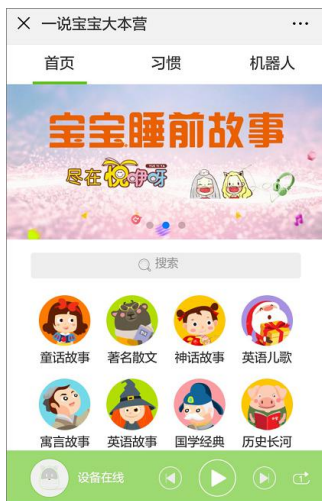 一说宝宝大本营
首页 习惯 机器人
宝宝睡前故事
尽在悦咿呀
搜索
童话故事 著名散文 神话故事 英语儿歌
寓言故事 英语故事 国学经典 历史长河
设备在线